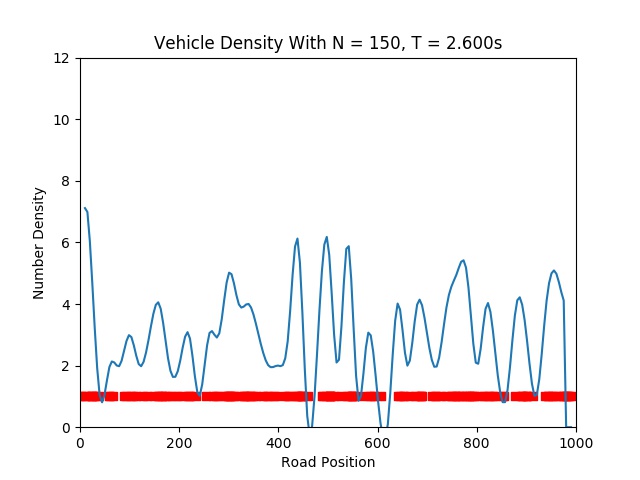 Vehicle Density With N = 150, T = 2.600s
12
10
8
6
4
2
0
Number Density
0 200 400 600 800 1000
Road Position